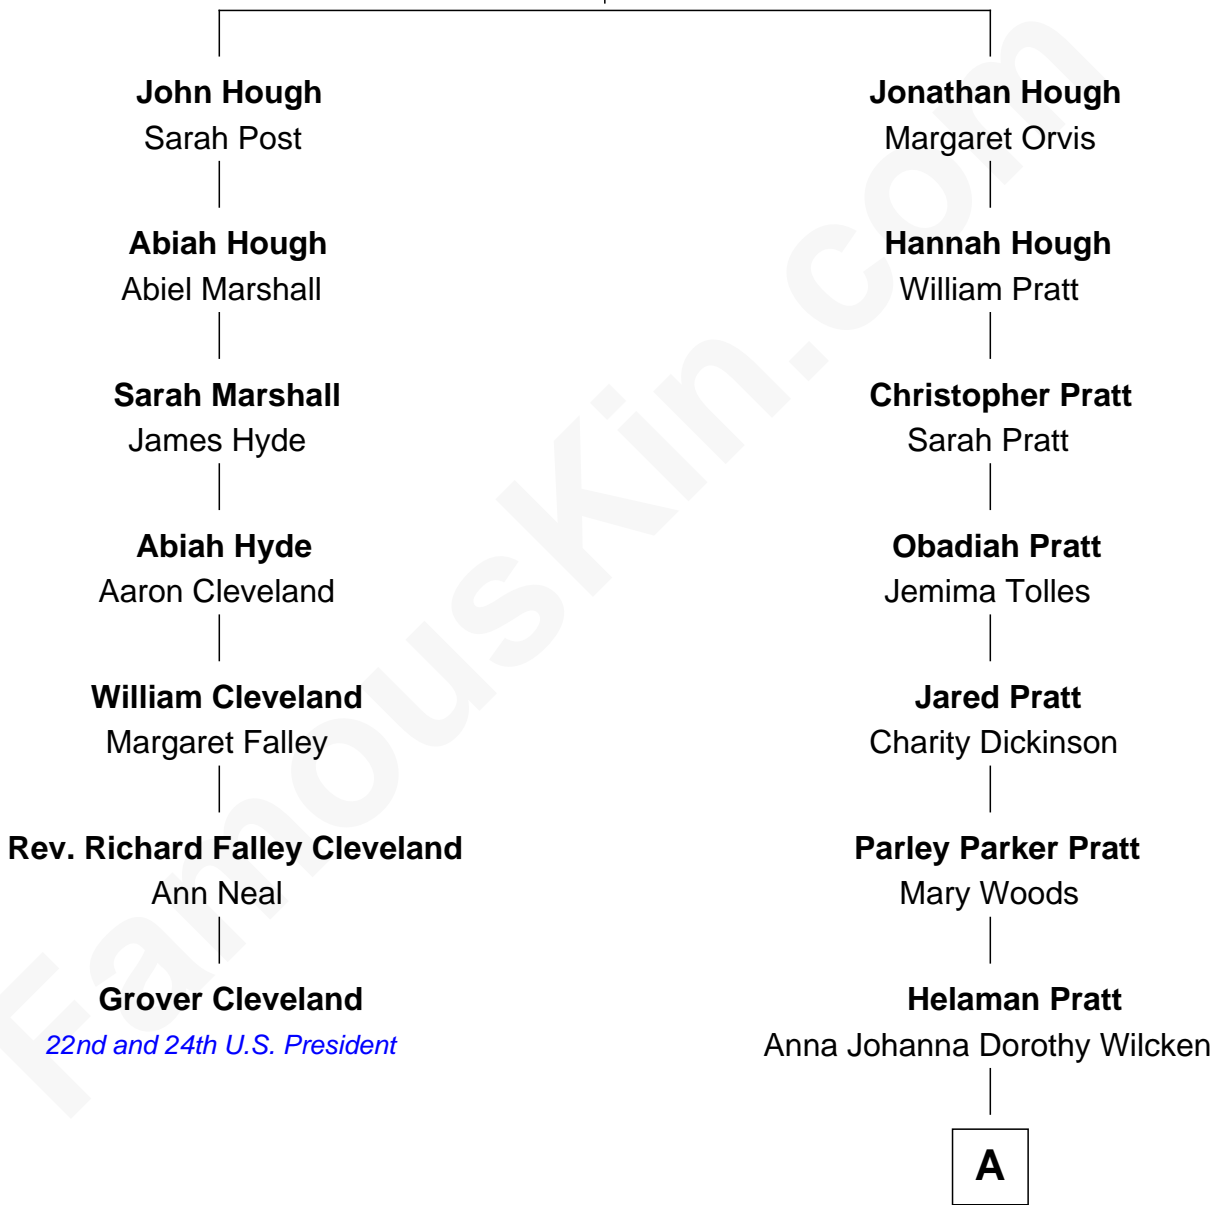 John Hough
Sarah Post
Abiah Hough
Abiel Marshall
Sarah Marshall
James Hyde
Abiah Hyde
Aaron Cleveland
William Cleveland
Margaret Falley
Rev. Richard Falley Cleveland
Ann Neal
Grover Cleveland
22nd and 24th U.S. President
Jonathan Hough
Margaret Orvis
Hannah Hough
William Pratt
Christopher Pratt
Sarah Pratt
Obadiah Pratt
Jemima Tolles
Jared Pratt
Charity Dickinson
Parley Parker Pratt
Mary Woods
Helaman Pratt
Anna Johanna Dorothy Wilcken
A
FamousKin.com